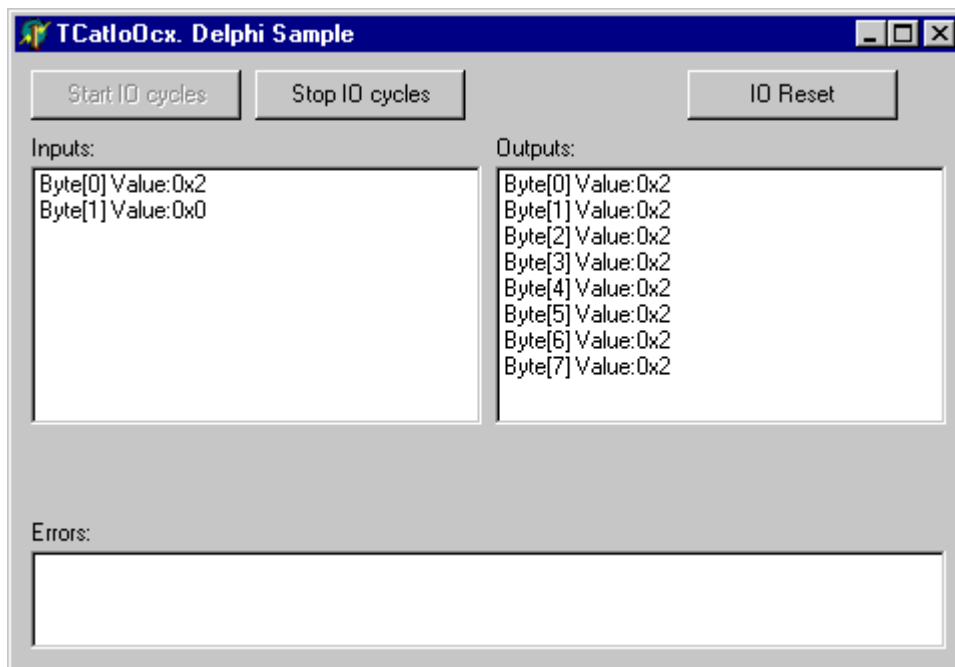 TCatIoOcx. Delphi Sample
Start IO cycles
Stop IO cycles
IO Reset
Inputs:
Byte[0] Value:0x2
Byte[1] Value:0x0
Outputs:
Byte[0] Value:0x2
Byte[1] Value:0x2
Byte[2] Value:0x2
Byte[3] Value:0x2
Byte[4] Value:0x2
Byte[5] Value:0x2
Byte[6] Value:0x2
Byte[7] Value:0x2
Errors: